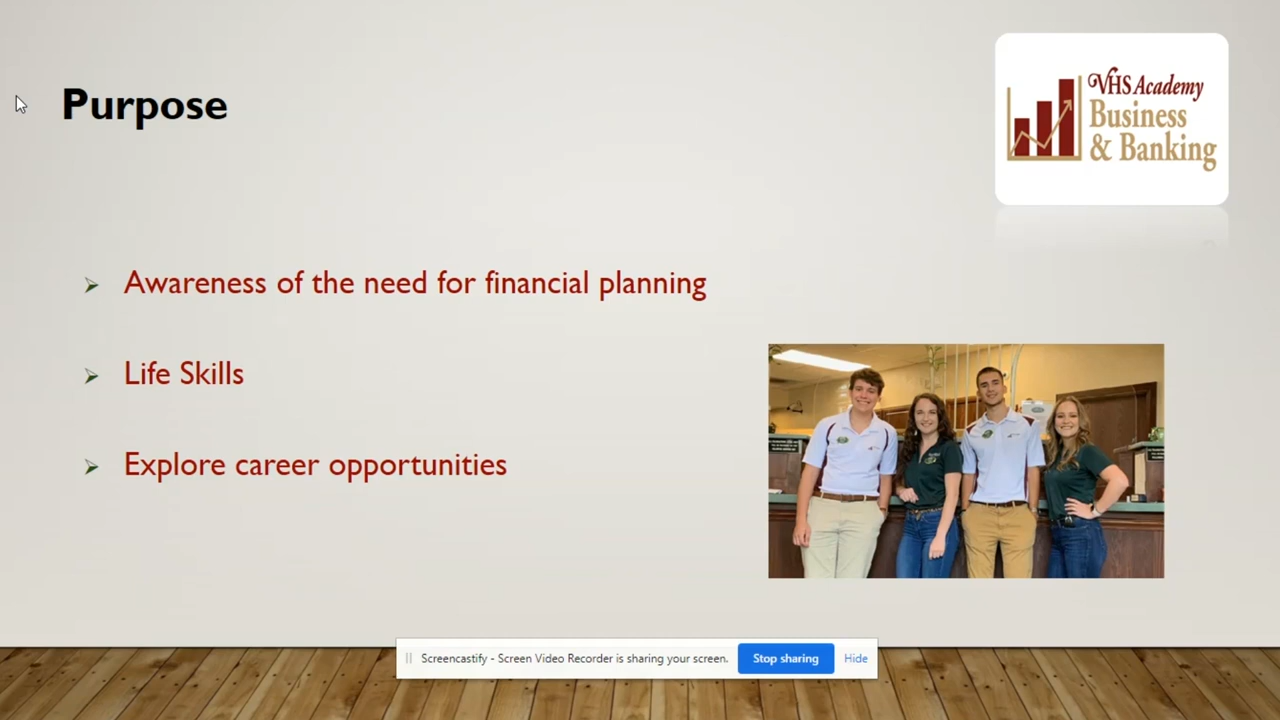 Purpose
VHS Academy
Business
& Banking
Awareness of the need for financial planning
Life Skills
Explore career opportunities
Screencastify - Screen Video Recorder is sharing your screen.
Stop sharing
Hide